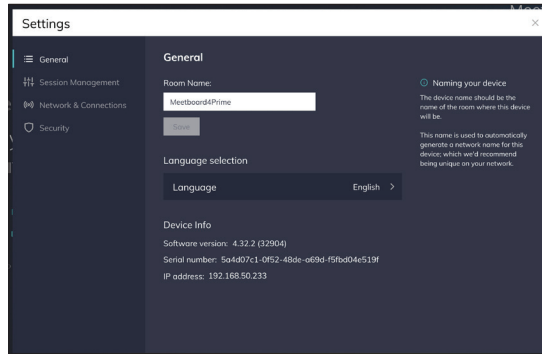 Settings
General
Session Management
Network & Connections
Security
General
Room Name:
Meetboard4Prime
Save
Language selection
Language English
Device Info
Software version: 4.32.2 (32904)
Serial number: 5a4d07c1-0f52-48de-a69d-f5fbd04e519f
IP address: 192.168.50.233
Naming your device
The device name should be the
name of the room where this device
will be.
This name is used to automatically
generate a network name for this
device; which we'd recommend
being unique on your network.